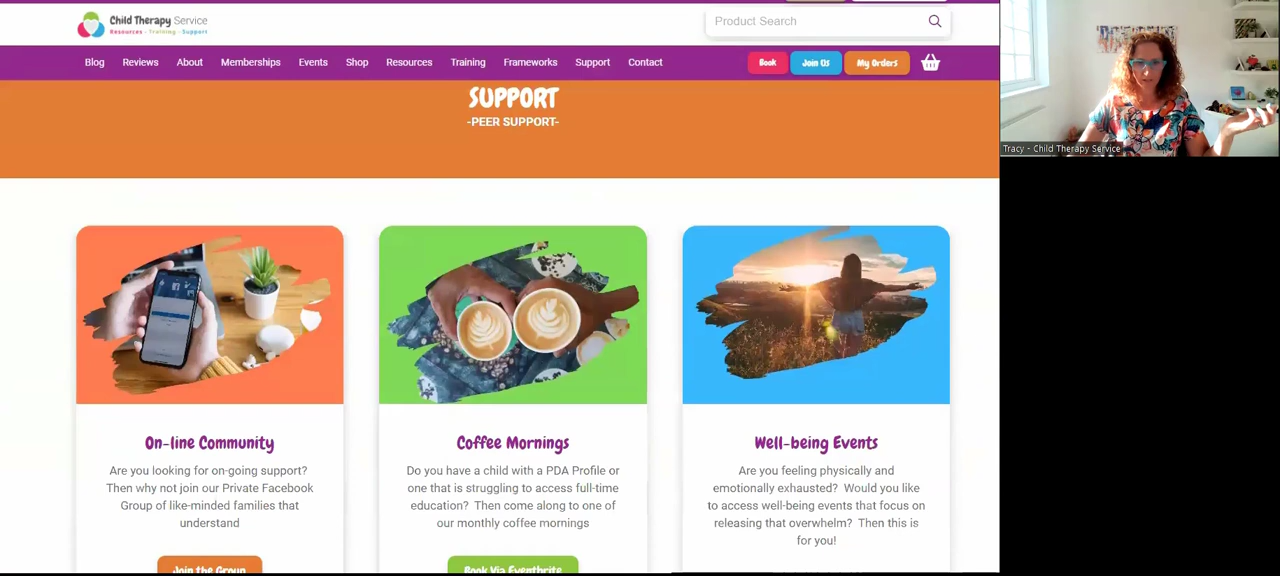 Child Therapy Service
Resources - Training - Support
Product Search
Blog
Reviews
About
Memberships
Events
Shop
Resources
Training
Frameworks
Support
Contact
Book
Join Us
My Orders
SUPPORT
-PEER SUPPORT-
Tracy - Child Therapy Service
On-line Community
Are you looking for on-going support?
Then why not join our Private Facebook
Group of like-minded families that
understand
Join the Group
Coffee Mornings
Do you have a child with a PDA Profile or
one that is struggling to access full-time
education? Then come along to one of
our monthly coffee mornings
Book Via Eventbrite
Well-being Events
Are you feeling physically and
emotionally exhausted? Would you like
to access well-being events that focus on
releasing that overwhelm? Then this is
for you!